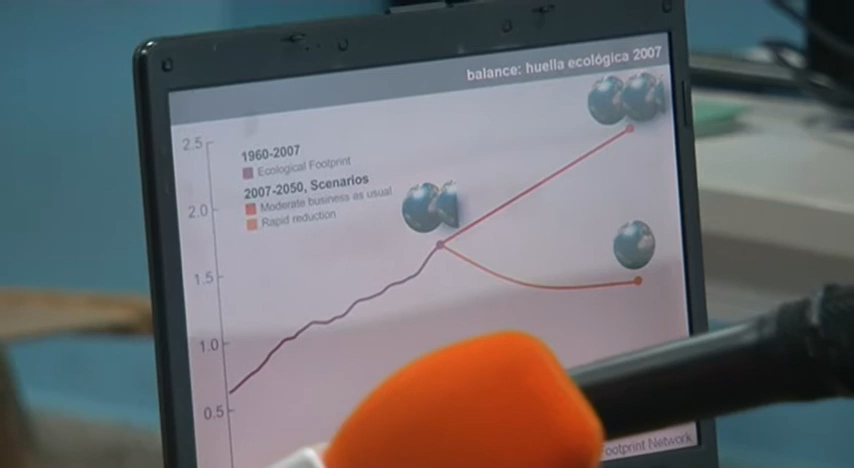 balance: huella ecológica 2007
2.5
1960-2007
Ecological Footprint
2007-2050, Scenarios
Moderate business as usual
Rapid reduction
2.0
1.5
1.0
0.5
Footprint Network